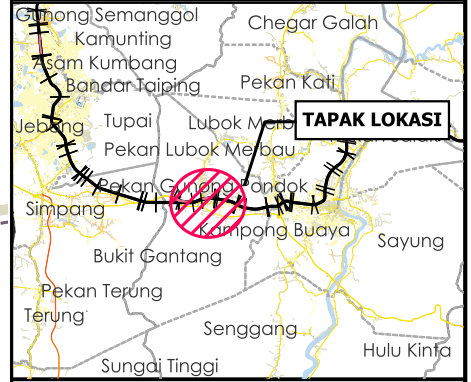 Gunong Semanggol
Chegar Galah
Kamunting
Asam Kumbang
Bandar Taiping
Pekan Kati
Jebong
Tupai
Lubok Merb
TAPAK LOKASI
Pekan Lubok Merbau
Pekan Gunong Pondok
Simpang
Kampong Buaya
Sayung
Bukit Gantang
Pekan Terung
Terung
Senggang
Hulu Kinta
Sungai Tinggi